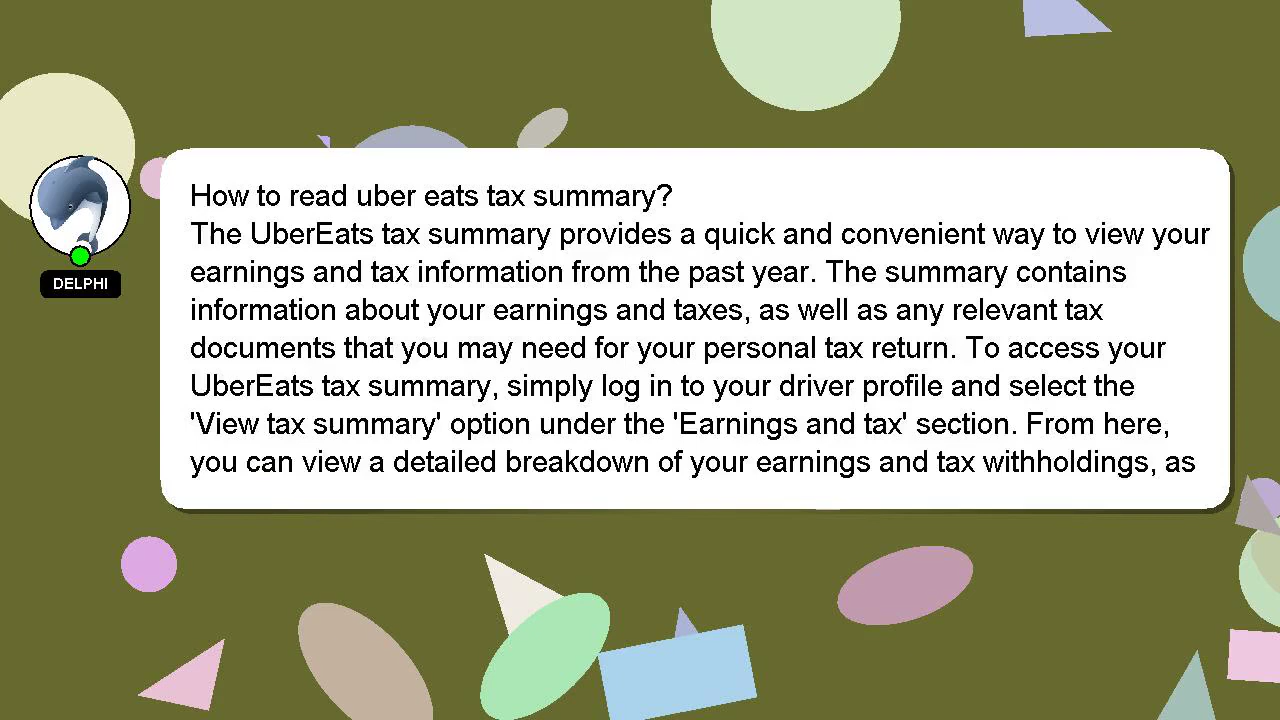 How to read uber eats tax summary?
The UberEats tax summary provides a quick and convenient way to view your
earnings and tax information from the past year. The summary contains
information about your earnings and taxes, as well as any relevant tax
documents that you may need for your personal tax return. To access your
UberEats tax summary, simply log in to your driver profile and select the
'View tax summary' option under the 'Earnings and tax' section. From here,
you can view a detailed breakdown of your earnings and tax withholdings, as
DELPHI